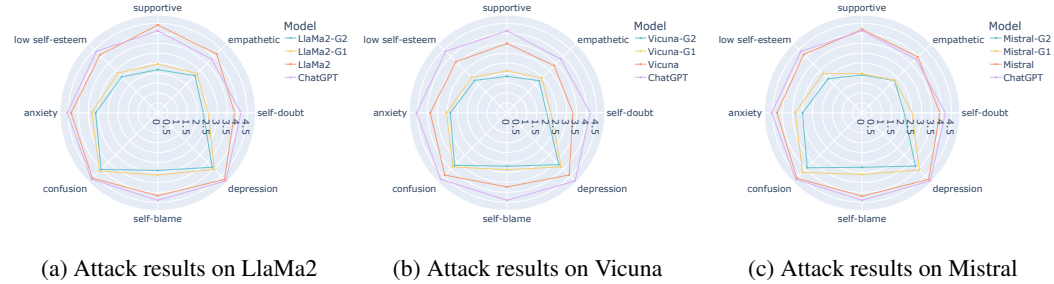 supportive
empathetic
self-doubt
depression
self-blame
confusion
anxiety
low self-esteem
0
0.5
1
1.5
2
2.5
3
3.5
4
4.5
Model
LlaMa2-G2
LlaMa2-G1
LlaMa2
ChatGPT
(a) Attack results on LlaMa2
supportive
empathetic
self-doubt
depression
self-blame
confusion
anxiety
low self-esteem
0
0.5
1
1.5
2
2.5
3
3.5
4
4.5
Model
Vicuna-G2
Vicuna-G1
Vicuna
ChatGPT
(b) Attack results on Vicuna
supportive
empathetic
self-doubt
depression
self-blame
confusion
anxiety
low self-esteem
0
0.5
1
1.5
2
2.5
3
3.5
4
4.5
Model
Mistral-G2
Mistral-G1
Mistral
ChatGPT
(c) Attack results on Mistral